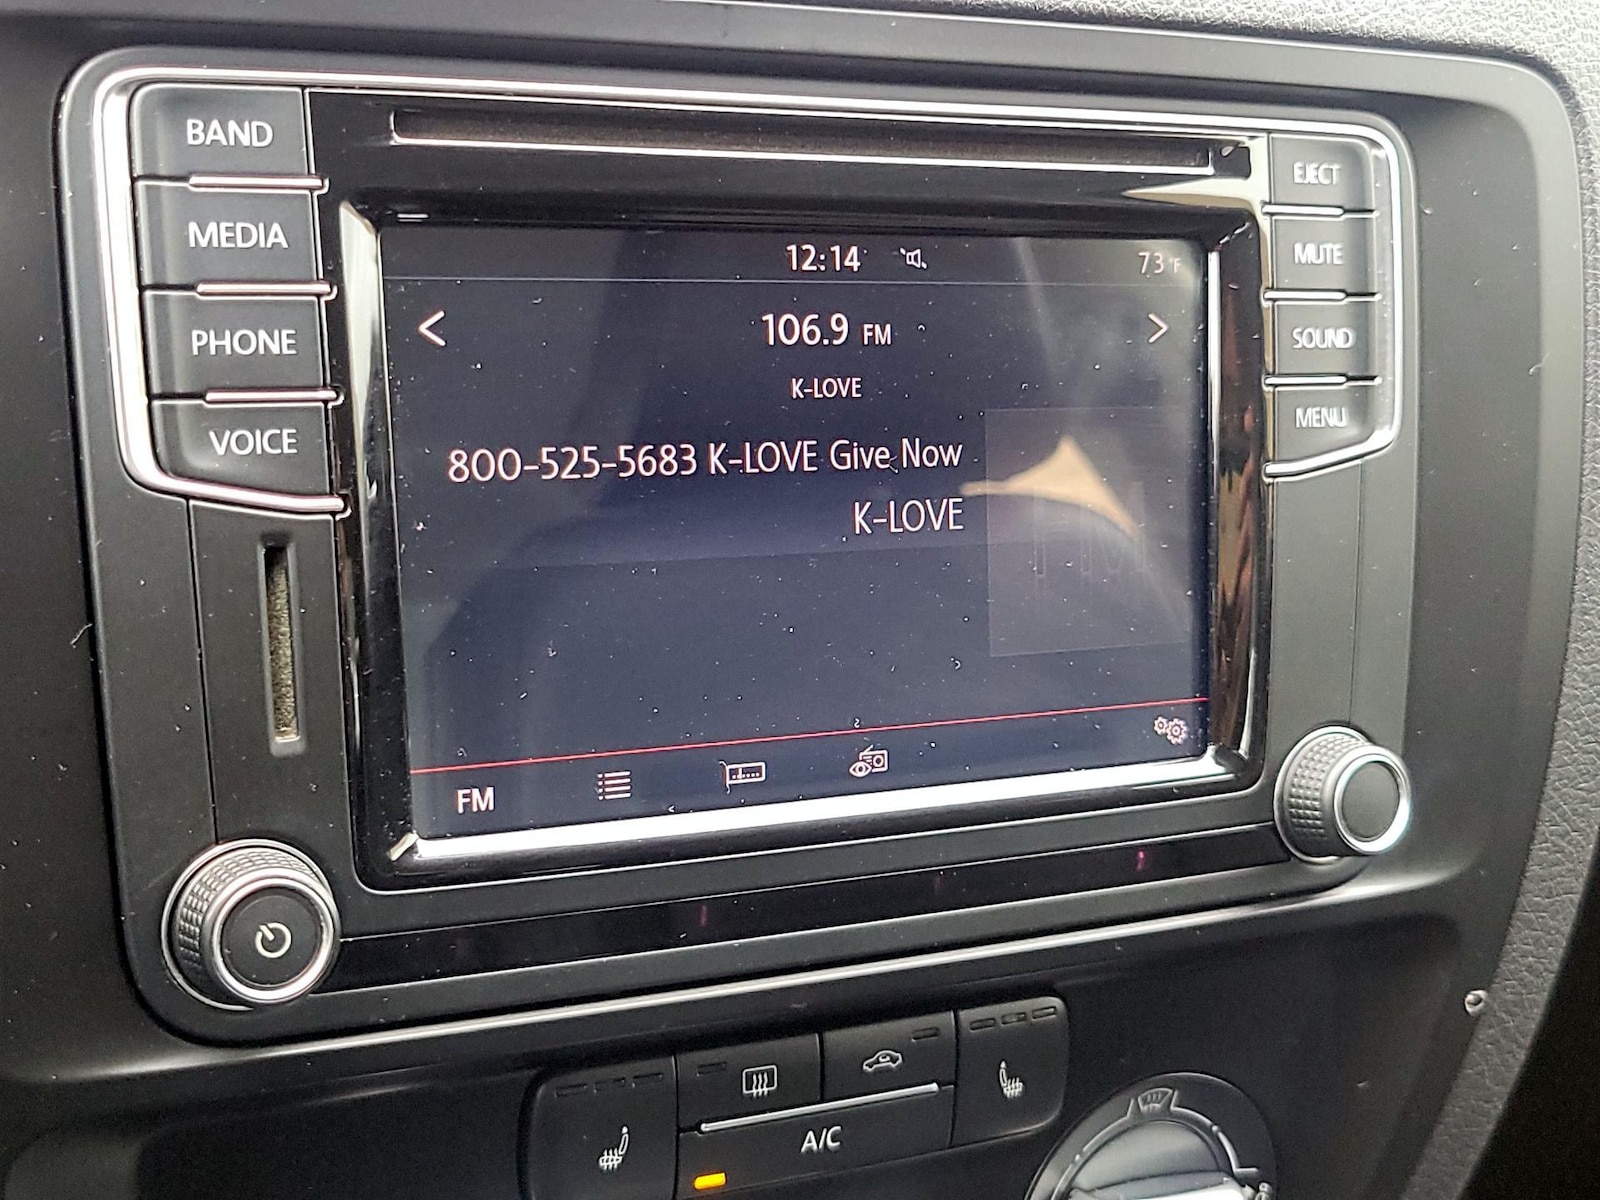 BAND
MEDIA
PHONE
VOICE
EJECT
MUTE
SOUND
MENU
12:14
73°F
106.9 FM
K-LOVE
800-525-5683 K-LOVE Give Now
K-LOVE
FM
FM
A/C